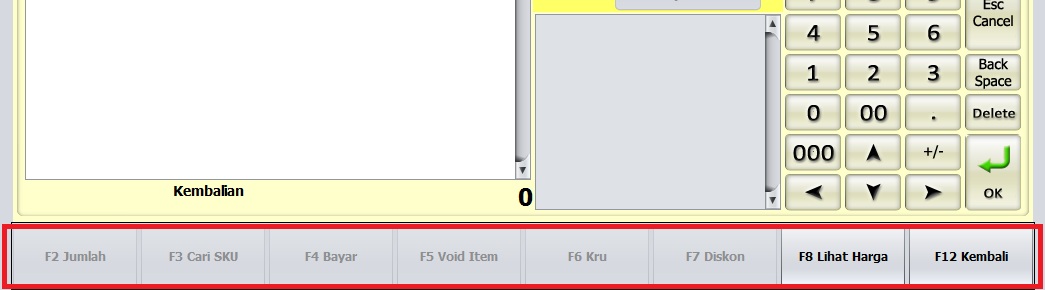 Esc
Cancel
4 5 6
1 2 3 Back
Space
0 00 . Delete
000 +/-
OK
Kembalian 0
F2 Jumlah F3 Cari SKU F4 Bayar F5 Void Item F6 Kru F7 Diskon F8 Lihat Harga F12 Kembali